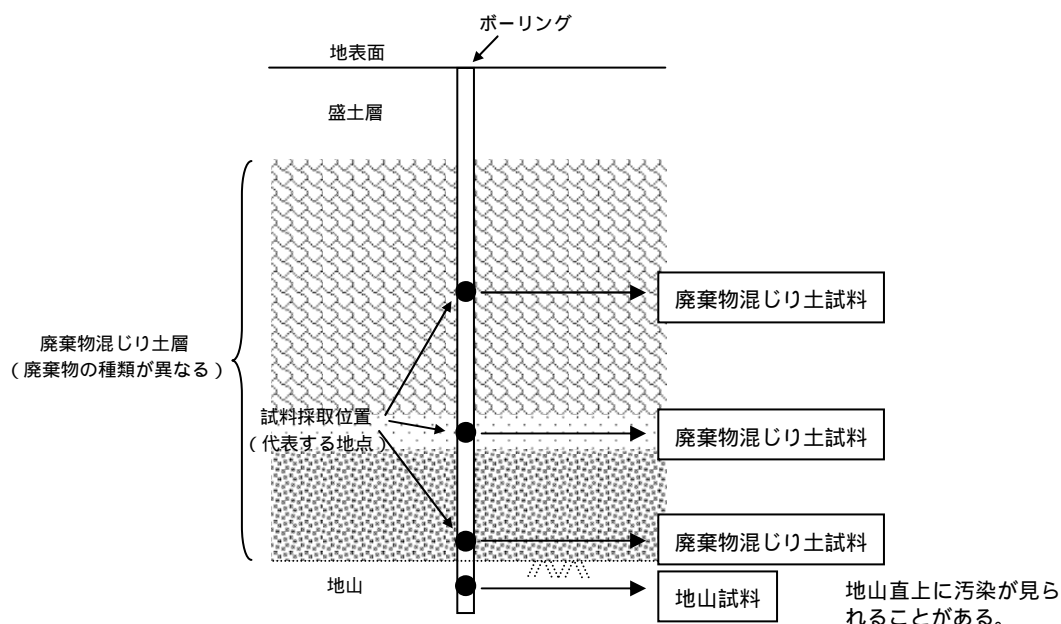 ボーリング
地表面
盛土層
廃棄物混じり土試料
廃棄物混じり土層
（廃棄物の種類が異なる）
試料採取位置
（代表する地点）
廃棄物混じり土試料
廃棄物混じり土試料
地山
地山試料
地山直上に汚染が見ら
れることがある。